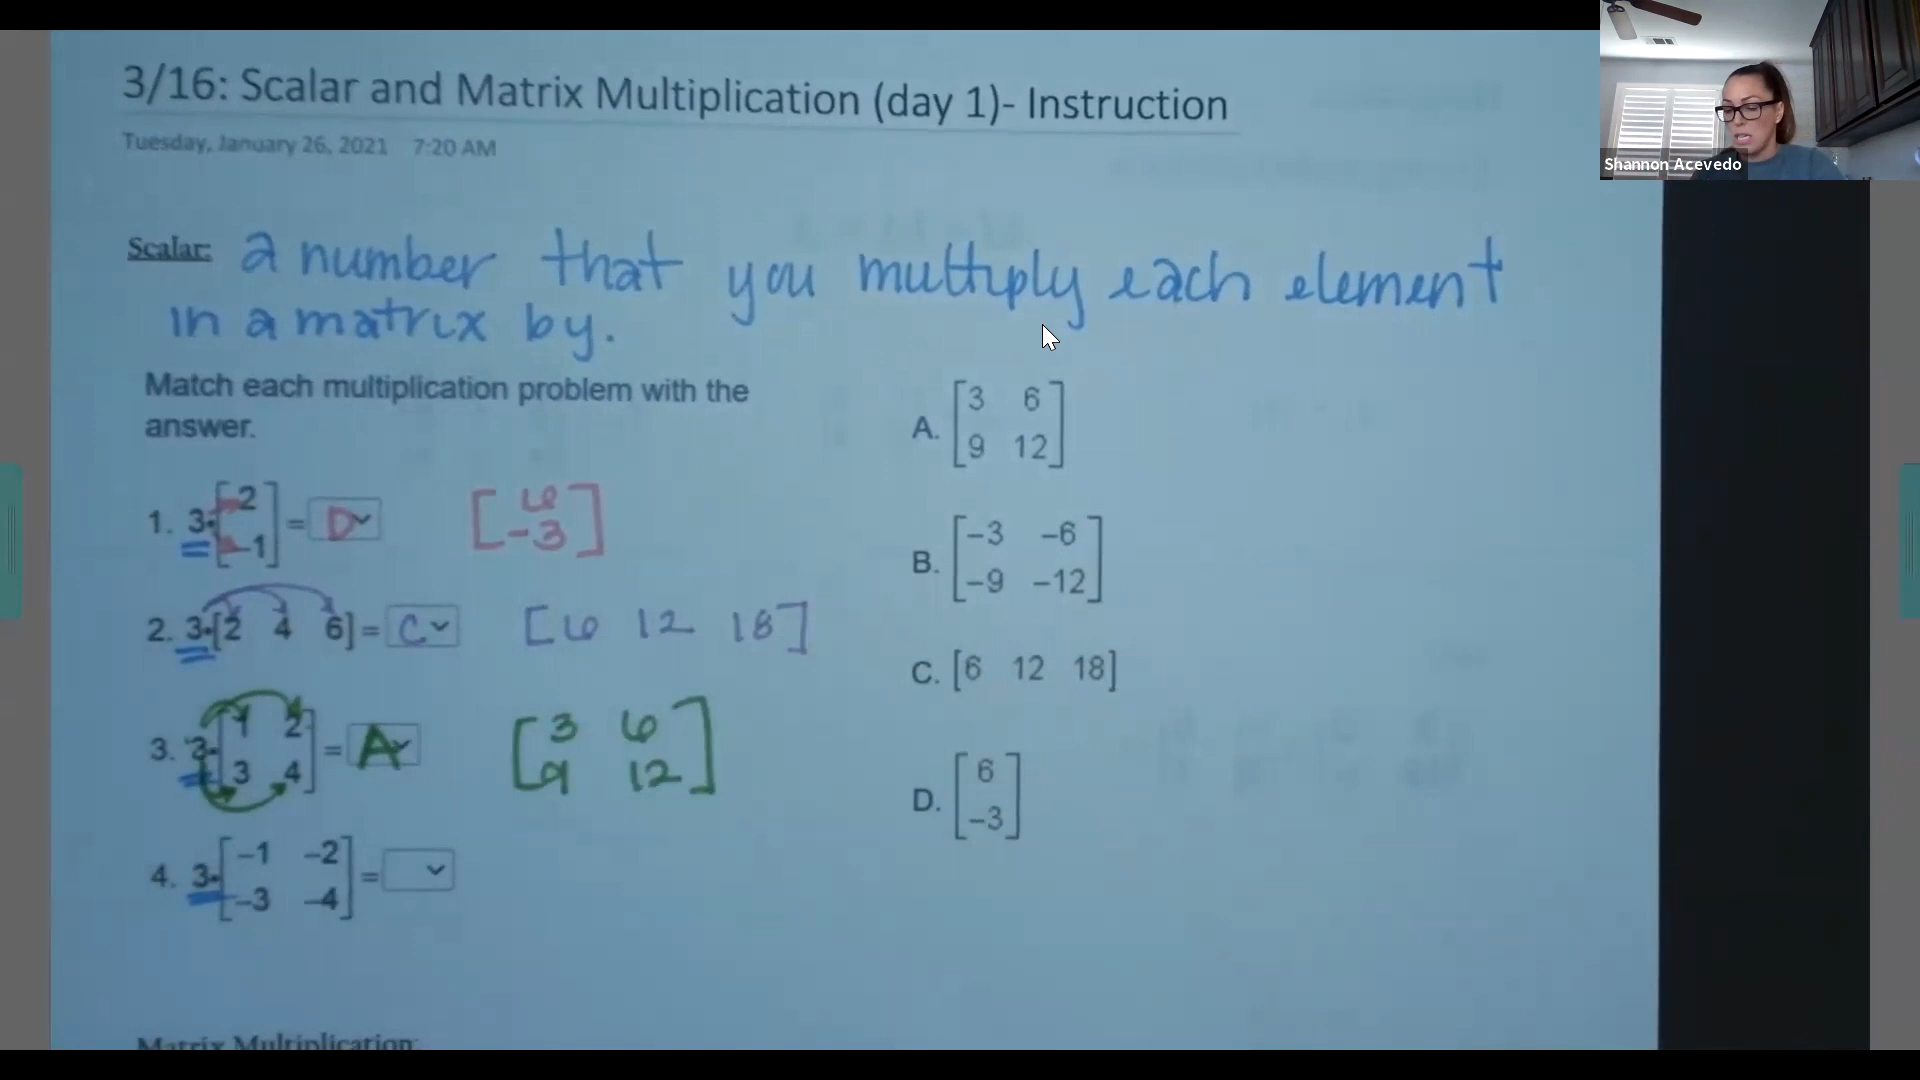 3/16: Scalar and Matrix Multiplication (day 1)- Instruction
Tuesday, January 26, 2021 7:20 AM
Shannon Acevedo
Scalar: a number that you multiply each element
in a matrix by.
Match each multiplication problem with the
answer.
A. [3 6
9 12]
1. 3·[2
-1] = D [6
-3]
B. [-3 -6
-9 -12]
2. 3·[2 4 6] = C [6 12 18]
C. [6 12 18]
3. 3·[1 2
3 4] = A [3 6
9 12]
D. [6
-3]
4. 3·[-1 -2
-3 -4] =
Matrix Multiplication: